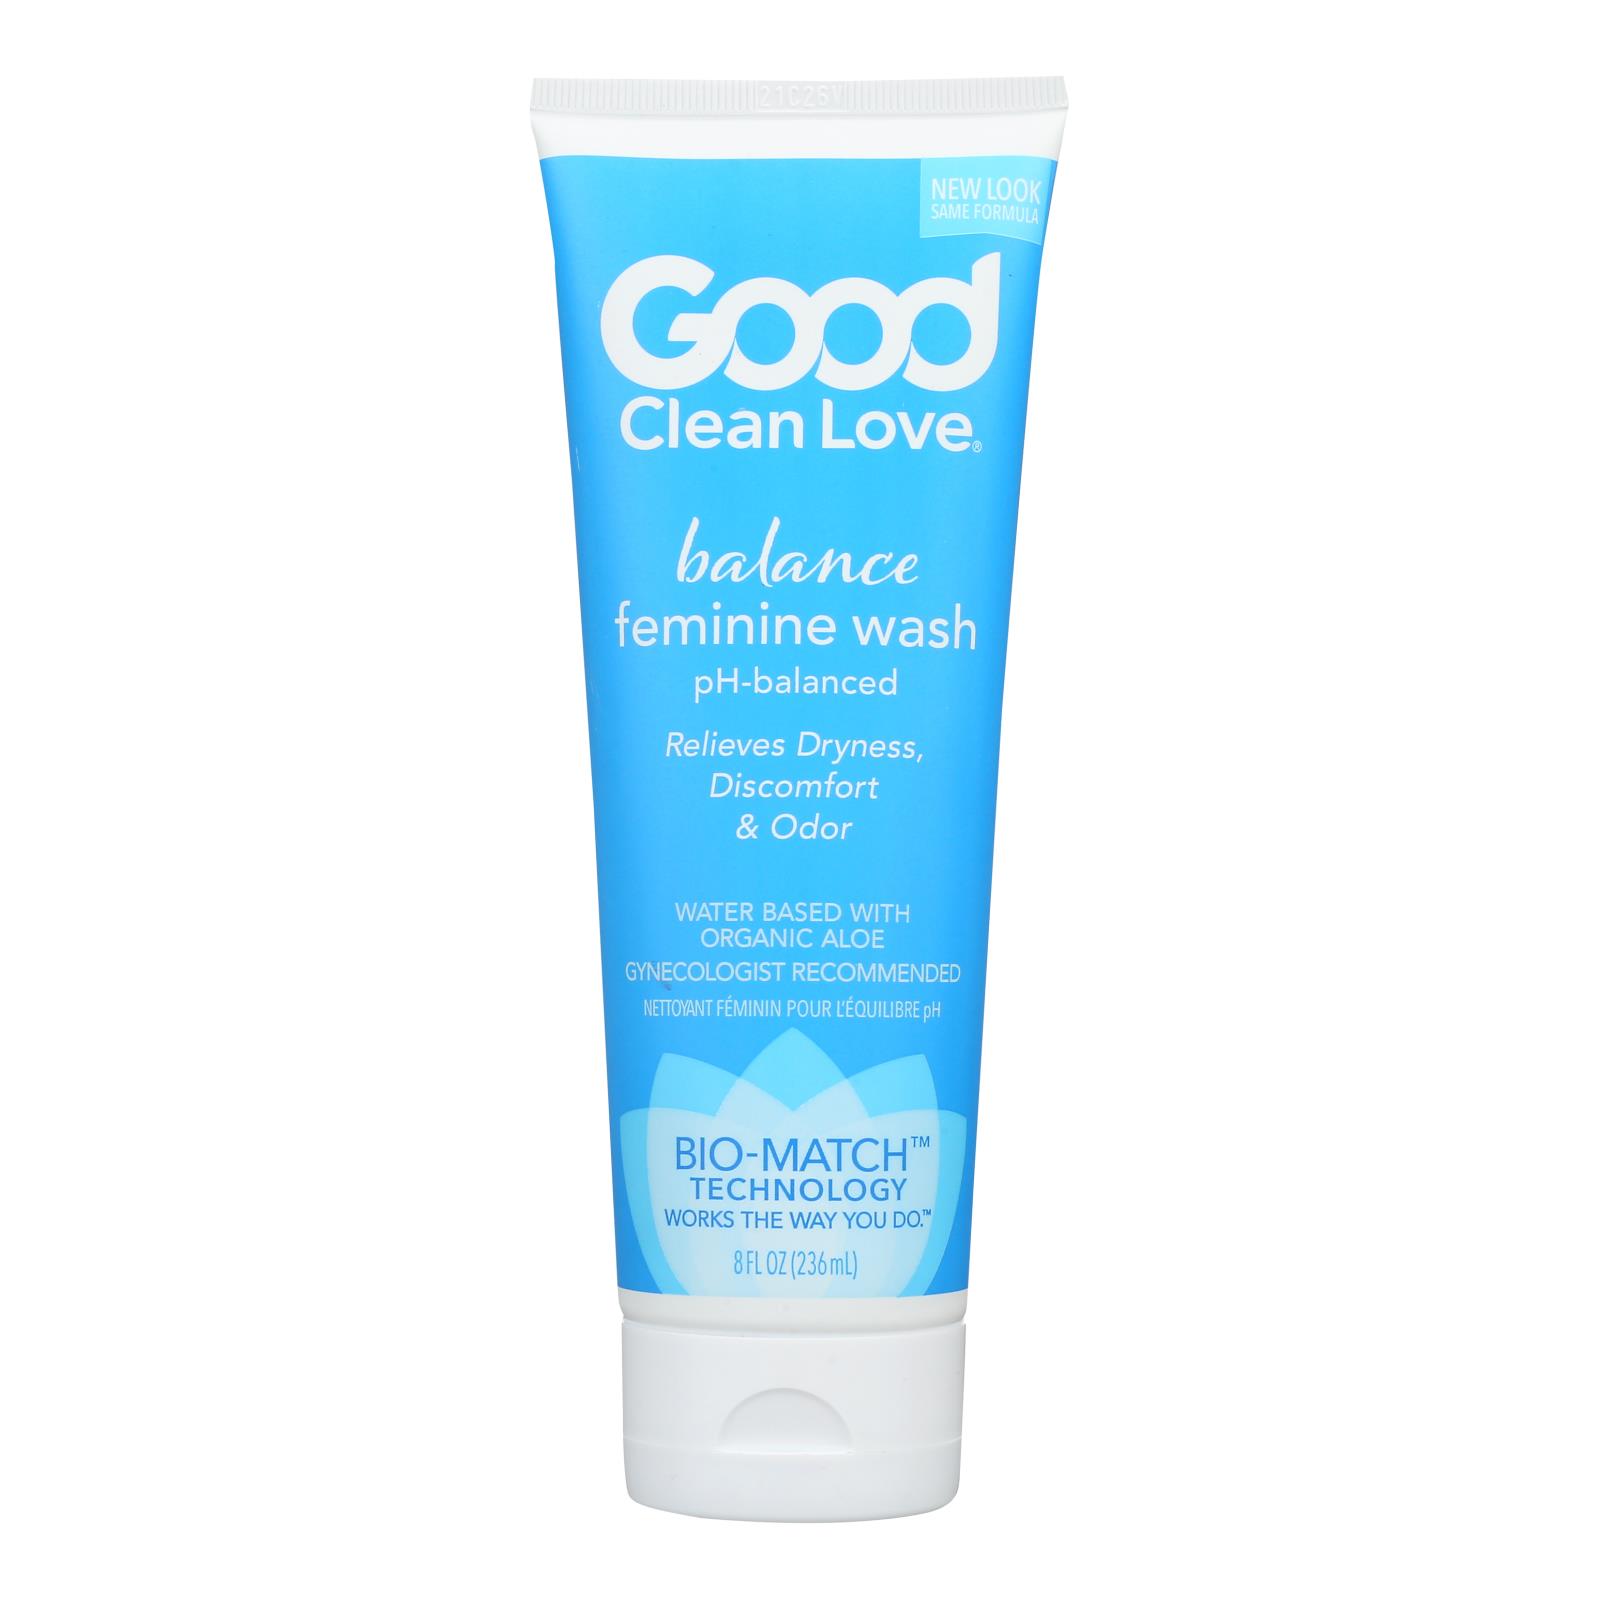 21C26V
NEW LOOK
SAME FORMULA
Good
Clean Love®
balance
feminine wash
pH-balanced
Relieves Dryness,
Discomfort
& Odor
WATER BASED WITH
ORGANIC ALOE
GYNECOLOGIST RECOMMENDED
NETTOYANT FÉMININ POUR L'ÉQUILIBRE pH
BIO-MATCH™
TECHNOLOGY
WORKS THE WAY YOU DO.™
8 FL OZ (236 mL)